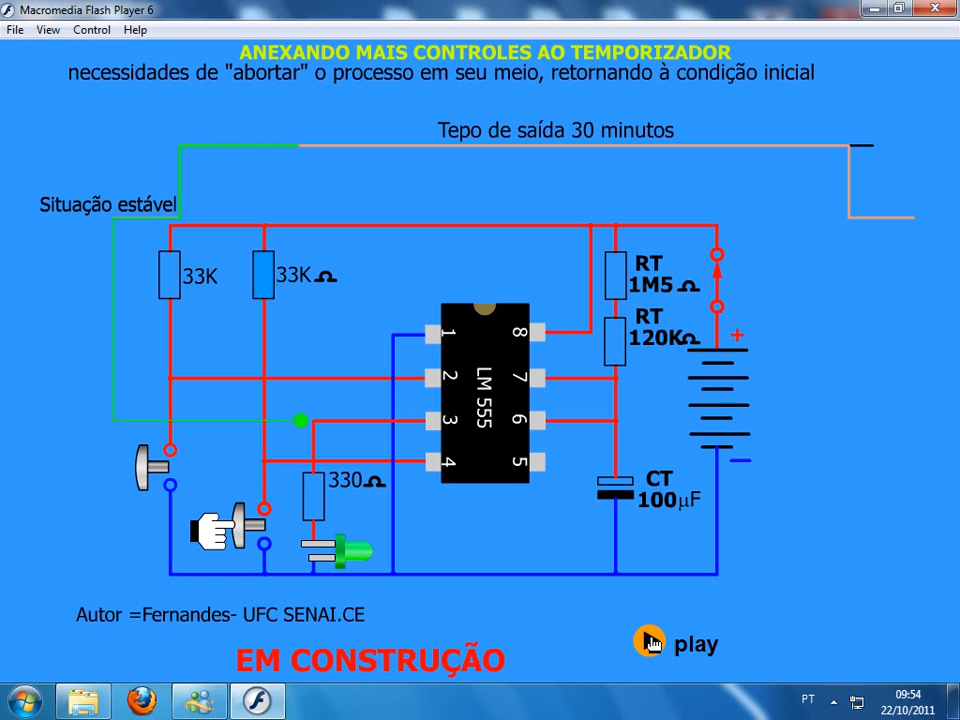 Macromedia Flash Player 6
File View Control Help
ANEXANDO MAIS CONTROLES AO TEMPORIZADOR
necessidades de "abortar" o processo em seu meio, retornando à condição inicial
Tepo de saída 30 minutos
Situação estável
33K
33KΩ
RT
1M5 Ω
RT
120KΩ
+
1
2
3
4
LM 555
8
7
6
5
330Ω
CT
100μF
Autor =Fernandes- UFC SENAI.CE
EM CONSTRUÇÃO
play
PT
09:54
22/10/2011